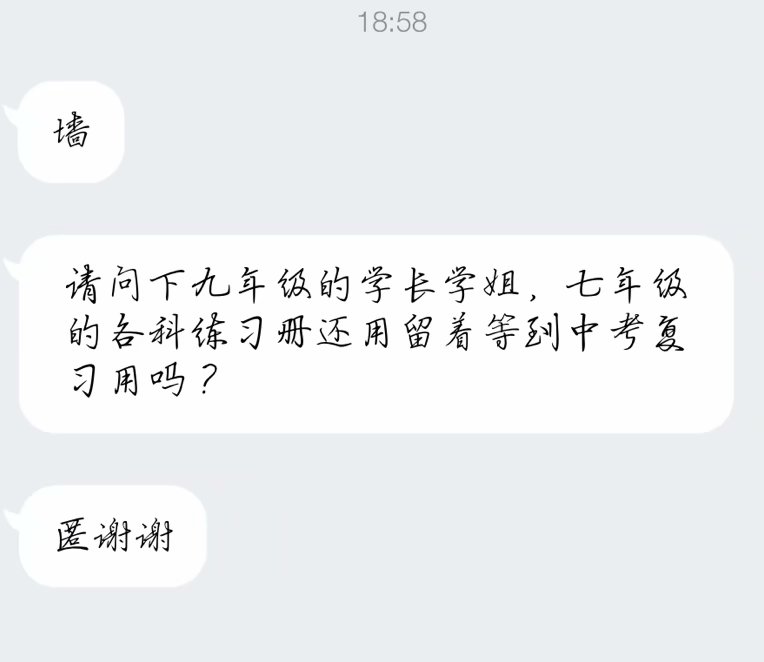 18:58
墙
请问下九年级的学长学姐，七年级
的各科练习册还用留着等到中考复
习用吗？
匿谢谢